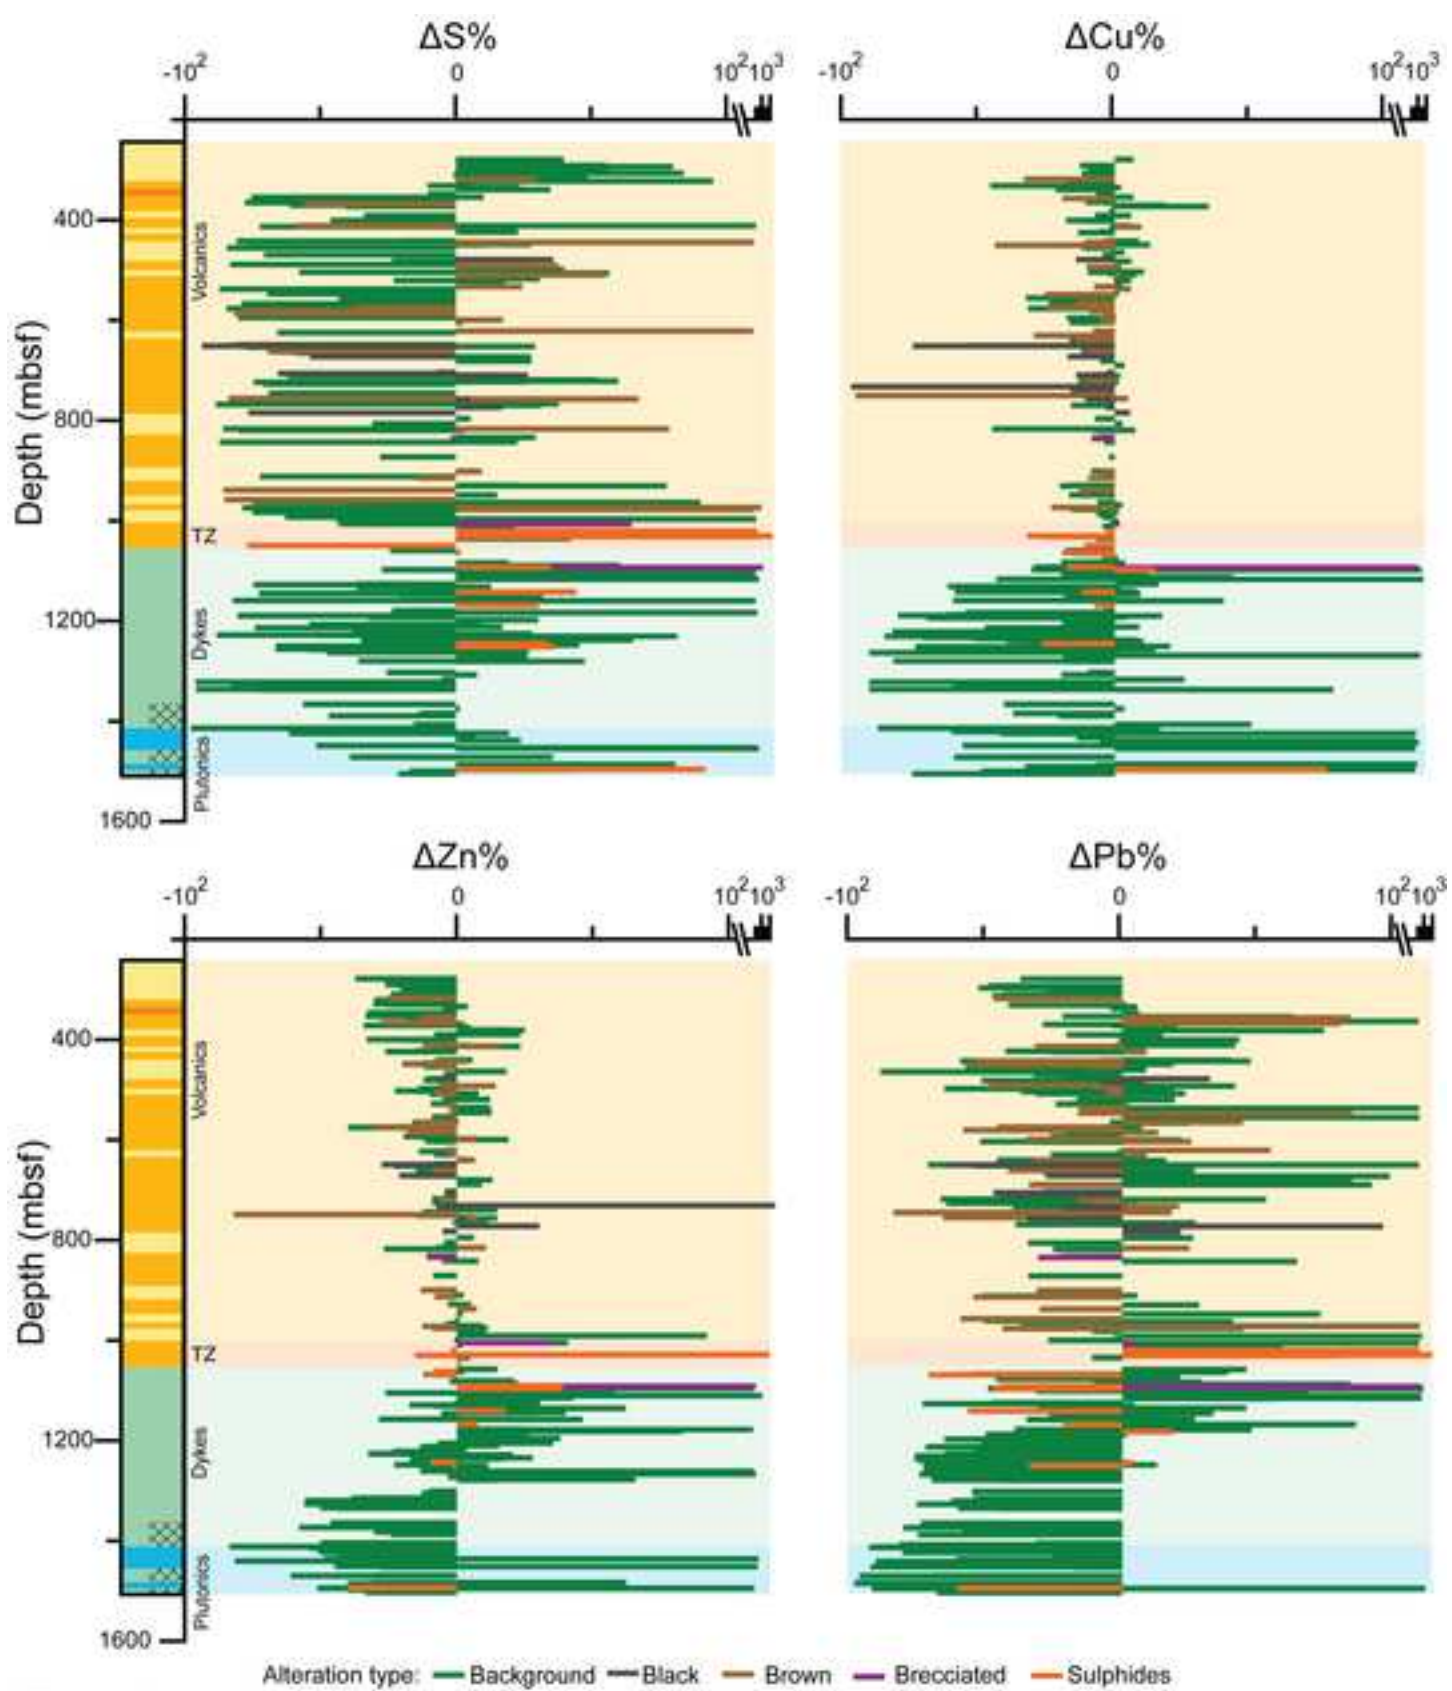 ΔS% ΔCu%
-10² 0 10²10³ -10² 0 10²10³
400
800
1200
1600
Depth (mbsf)
Volcanics
TZ
Dykes
Plutonics
ΔZn% ΔPb%
-10² 0 10²10³ -10² 0 10²10³
400
800
1200
1600
Depth (mbsf)
Volcanics
TZ
Dykes
Plutonics
Alteration type: Background Black Brown Brecciated Sulphides